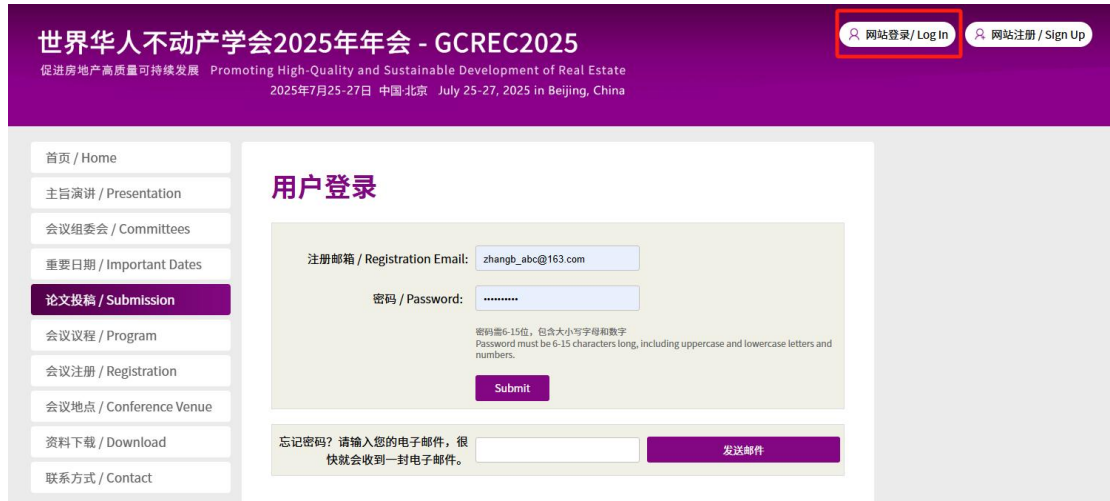 世界华人不动产学会2025年年会 - GCREC2025
促进房地产高质量可持续发展 Promoting High-Quality and Sustainable Development of Real Estate
2025年7月25-27日 中国·北京 July 25-27, 2025 in Beijing, China
网站登录/ Log In
网站注册 / Sign Up
首页 / Home
主旨演讲 / Presentation
会议组委会 / Committees
重要日期 / Important Dates
论文投稿 / Submission
会议议程 / Program
会议注册 / Registration
会议地点 / Conference Venue
资料下载 / Download
联系方式 / Contact
用户登录
注册邮箱 / Registration Email: zhangb_abc@163.com
密码 / Password: ••••••••••
密码需6-15位，包含大小写字母和数字
Password must be 6-15 characters long, including uppercase and lowercase letters and
numbers.
Submit
忘记密码？请输入您的电子邮件，很
快就会收到一封电子邮件。
发送邮件